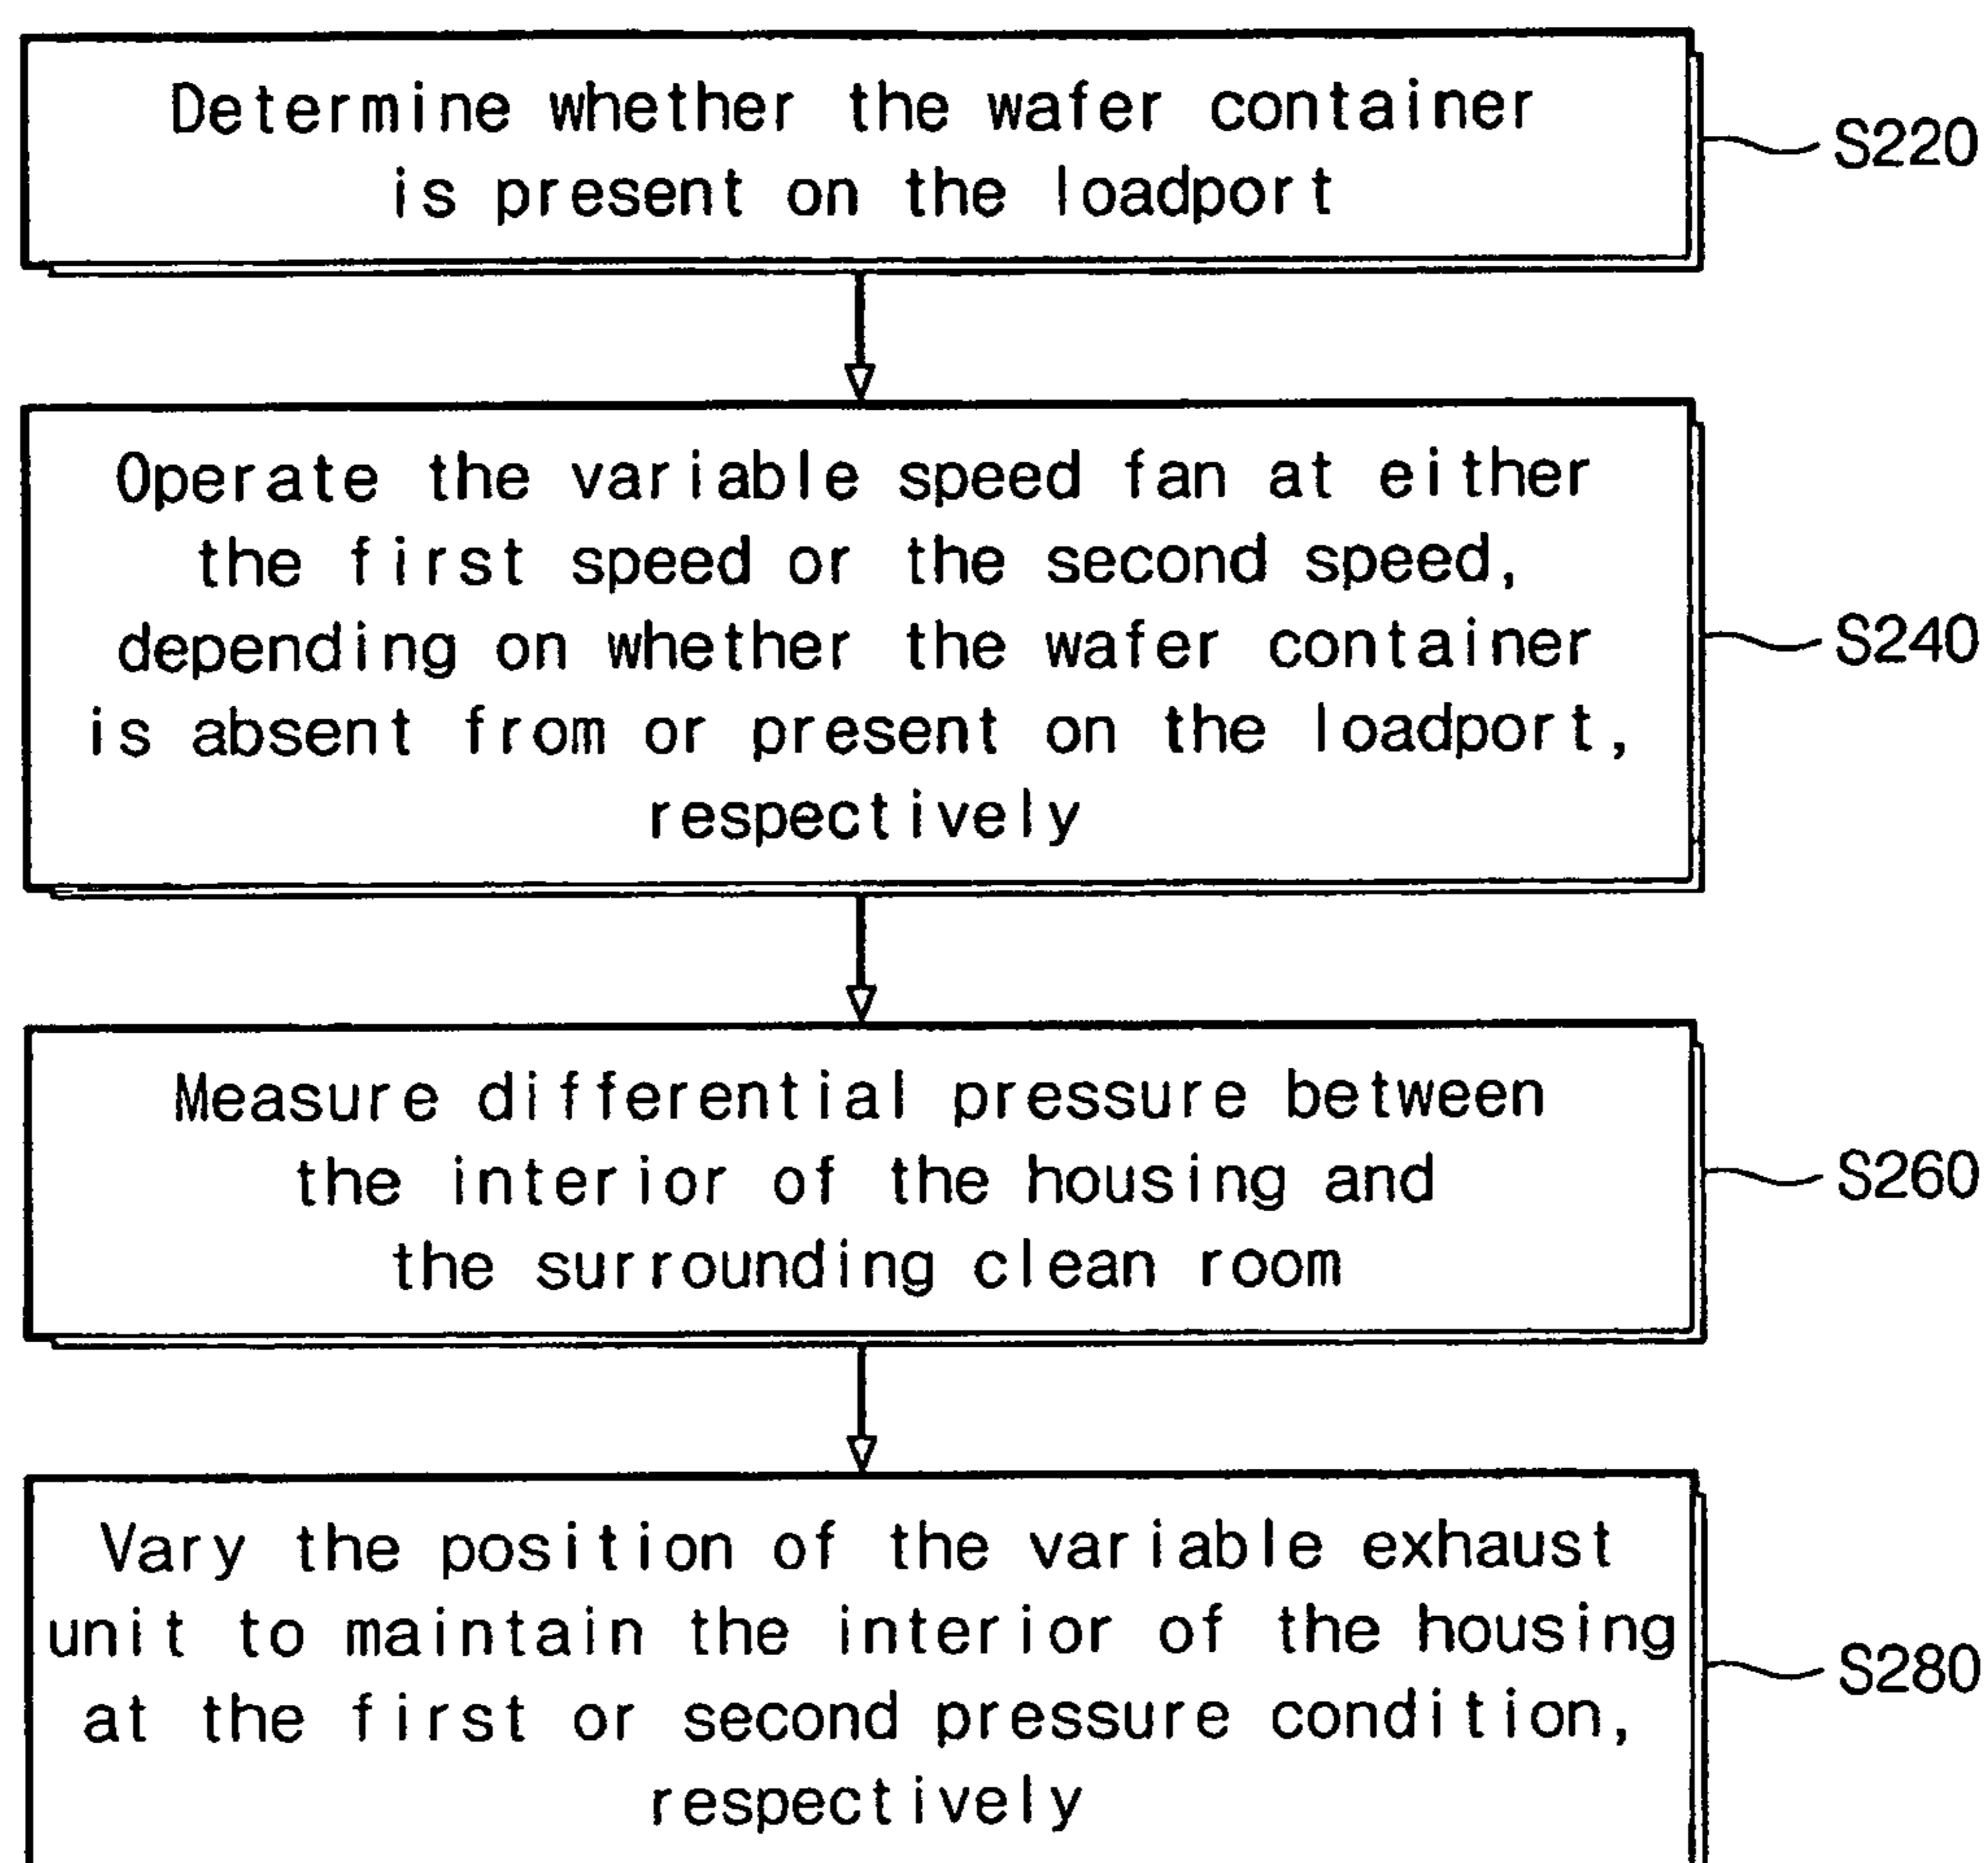 Determine whether the wafer container
is present on the loadport
S220
Operate the variable speed fan at either
the first speed or the second speed,
depending on whether the wafer container
is absent from or present on the loadport,
respectively
S240
Measure differential pressure between
the interior of the housing and
the surrounding clean room
S260
Vary the position of the variable exhaust
unit to maintain the interior of the housing
at the first or second pressure condition,
respectively
S280